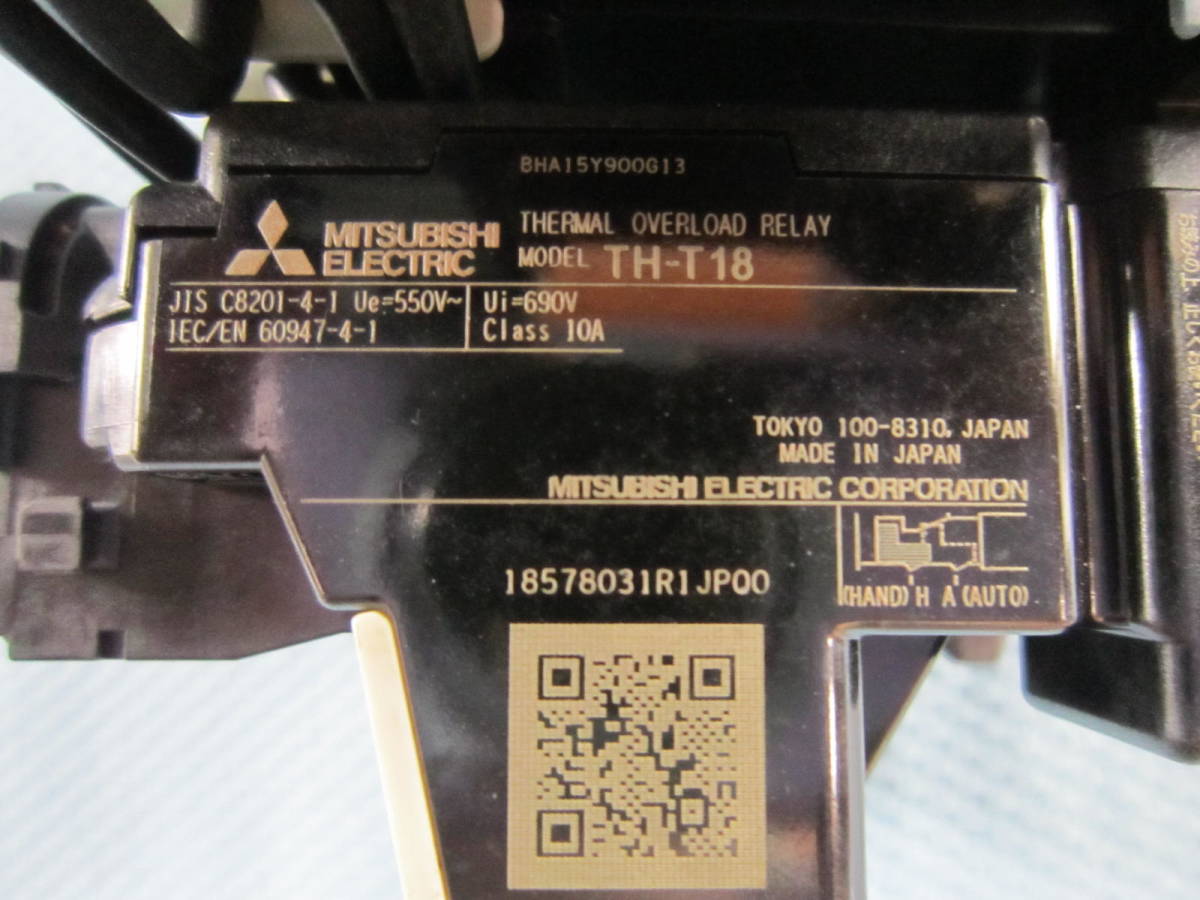 BHA15Y900G13
MITSUBISHI
ELECTRIC
THERMAL OVERLOAD RELAY
MODEL TH-T18
JIS C8201-4-1 Ue=550V~
IEC/EN 60947-4-1
Ui=690V
Class 10A
TOKYO 100-8310, JAPAN
MADE IN JAPAN
MITSUBISHI ELECTRIC CORPORATION
(HAND) H A (AUTO)
18578031R1JP00